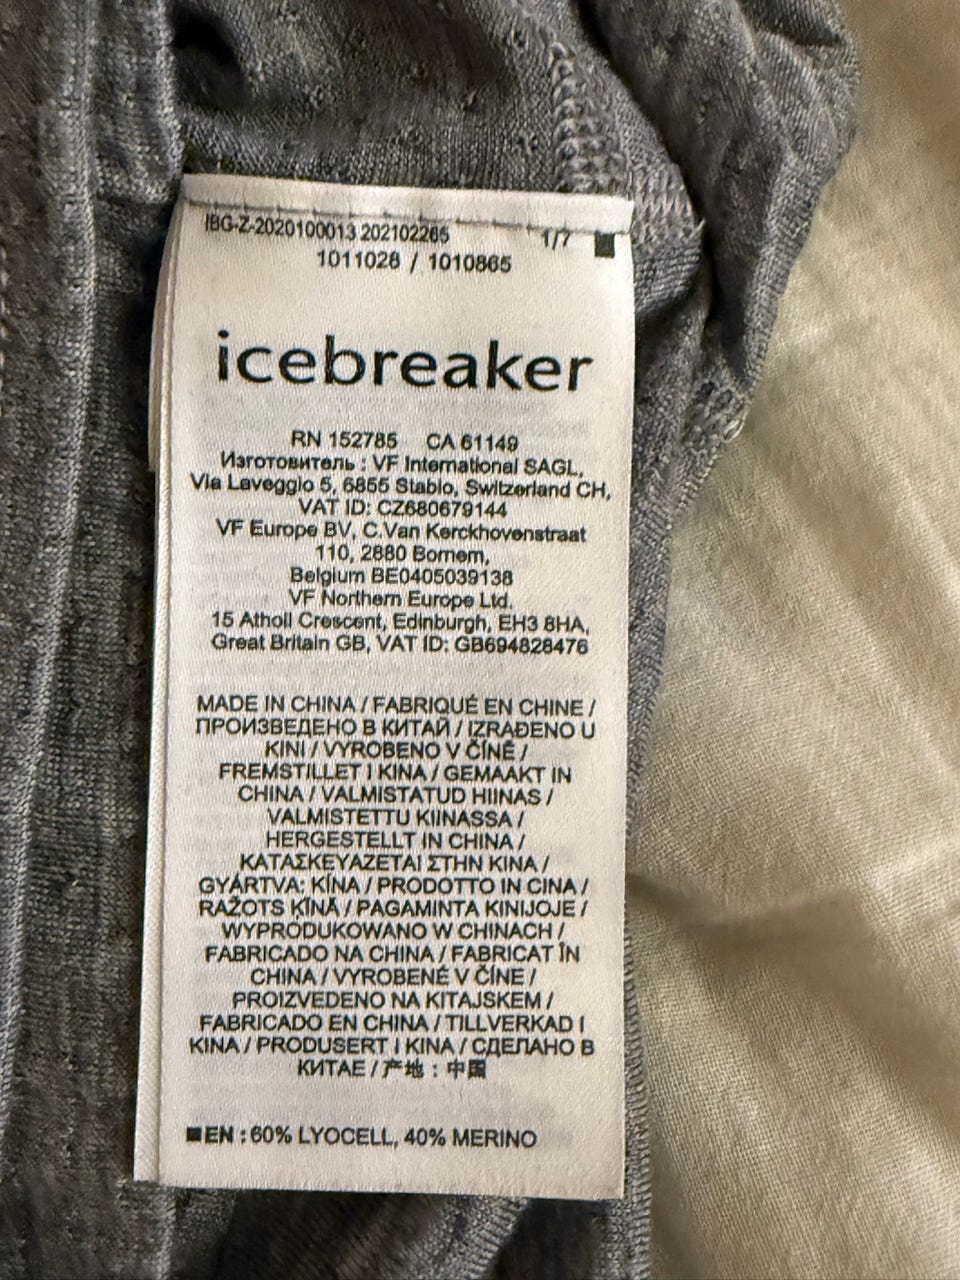 IBG-Z-2020100013 202102265 1/7
1011028 / 1010865
icebreaker
RN 152785 CA 61149
Изготовитель : VF International SAGL,
Via Laveggio 5, 6855 Stabio, Switzerland CH,
VAT ID: CZ680679144
VF Europe BV, C.Van Kerckhovenstraat
110, 2880 Bornem,
Belgium BE0405039138
VF Northern Europe Ltd.
15 Atholl Crescent, Edinburgh, EH3 8HA,
Great Britain GB, VAT ID: GB694828476
MADE IN CHINA / FABRIQUÉ EN CHINE /
ПРОИЗВЕДЕНО В КИТАЙ / IZRAĐENO U
KINI / VYROBENO V ČÍNĚ /
FREMSTILLET I KINA / GEMAAKT IN
CHINA / VALMISTATUD HIINAS /
VALMISTETTU KIINASSA /
HERGESTELLT IN CHINA /
ΚΑΤΑΣΚΕΥΑΖΕΤΑΙ ΣΤΗΝ ΚΙΝΑ /
GYÁRTVA: KÍNA / PRODOTTO IN CINA /
RAŽOTS ĶĪNĀ / PAGAMINTA KINIJOJE /
WYPRODUKOWANO W CHINACH /
FABRICADO NA CHINA / FABRICAT ÎN
CHINA / VYROBENÉ V ČÍNE /
PROIZVEDENO NA KITAJSKEM /
FABRICADO EN CHINA / TILLVERKAD I
KINA / PRODUSERT I KINA / СДЕЛАНО В
КИТАЕ / 产地 : 中国
■EN : 60% LYOCELL, 40% MERINO